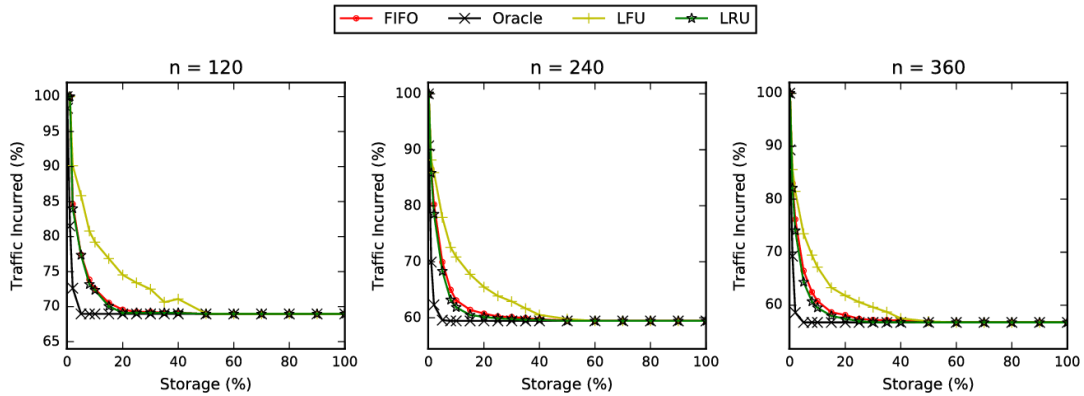 FIFO Oracle LFU LRU
n = 120
n = 240
n = 360
Traffic Incurred (%)
100
95
90
85
80
75
70
65
0 20 40 60 80 100
Storage (%)
Traffic Incurred (%)
100
90
80
70
60
0 20 40 60 80 100
Storage (%)
Traffic Incurred (%)
100
90
80
70
60
0 20 40 60 80 100
Storage (%)